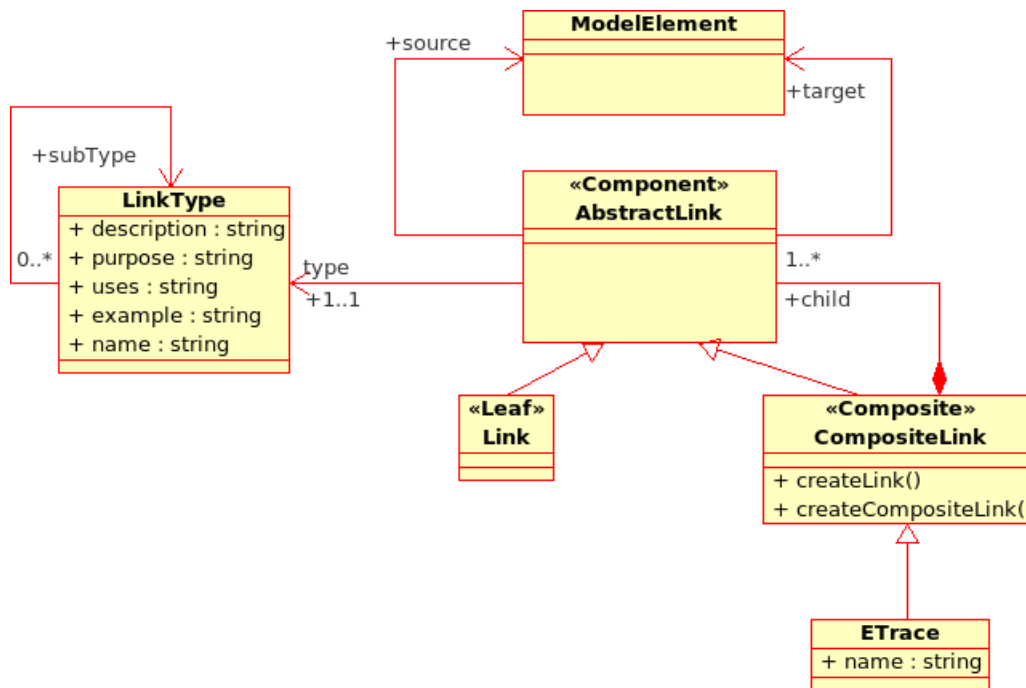 ModelElement
+source
+target
+subType
LinkType
+ description : string
+ purpose : string
+ uses : string
+ example : string
+ name : string
0..*
«Component»
AbstractLink
type
+1..1
1..*
+child
«Leaf»
Link
«Composite»
CompositeLink
+ createLink()
+ createCompositeLink(
ETrace
+ name : string